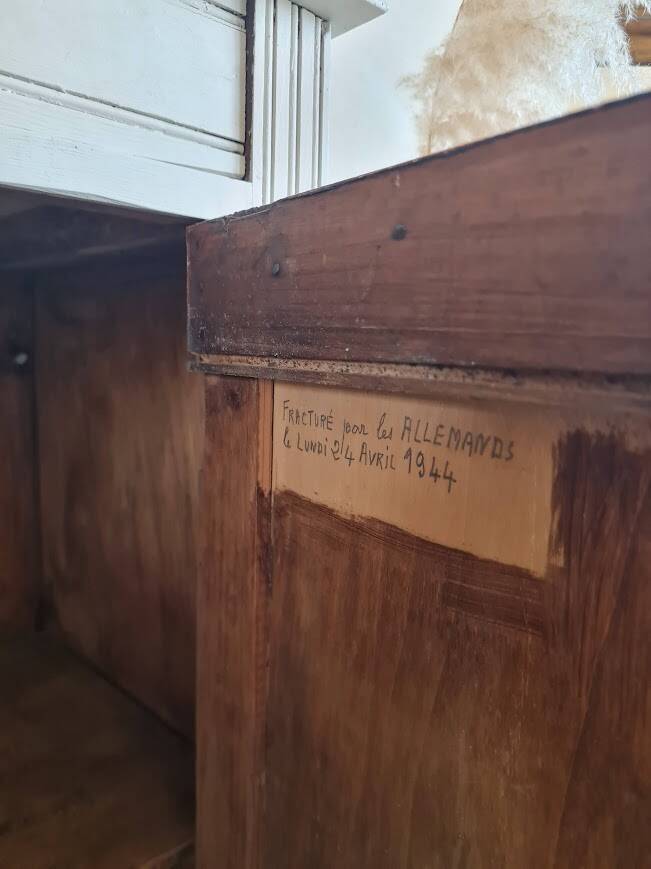 FRACTURÉ par les ALLEMANDS
le LUNDI 24 AVRIL 1944